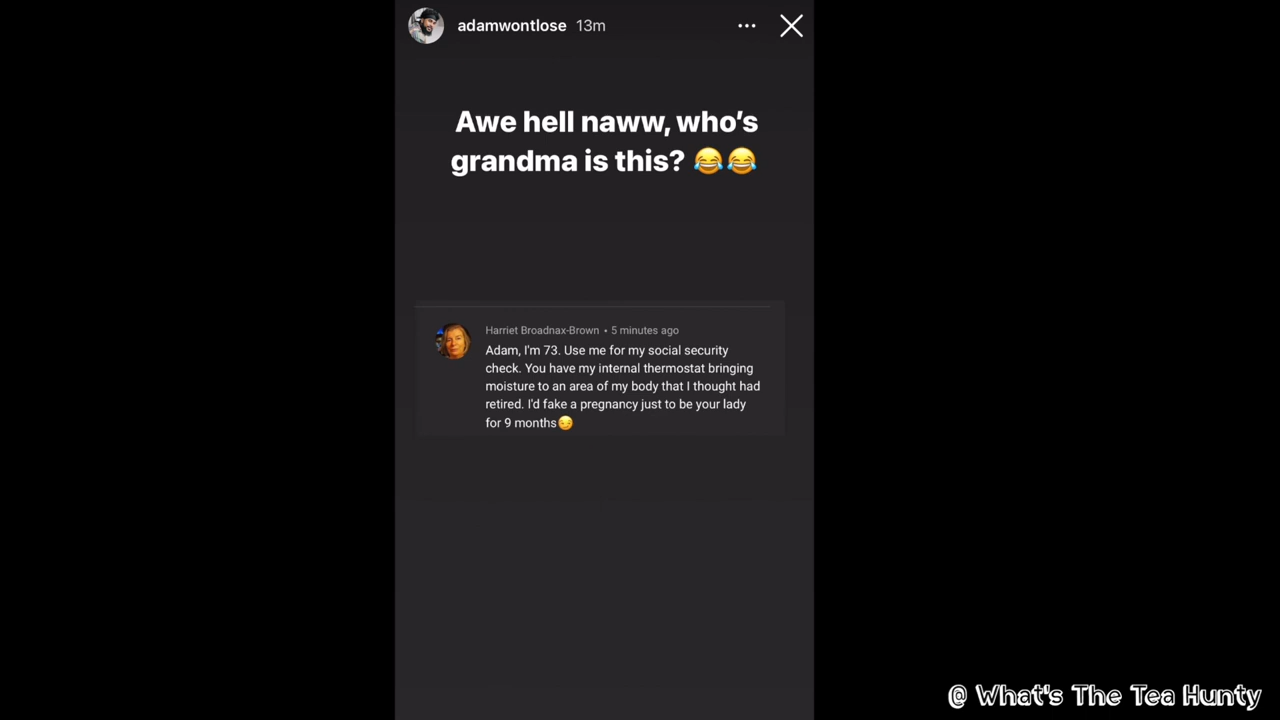 adamwontlose 13m
Awe hell naww, who’s
grandma is this? 😂😂
Harriet Broadnax-Brown • 5 minutes ago
Adam, I'm 73. Use me for my social security
check. You have my internal thermostat bringing
moisture to an area of my body that I thought had
retired. I'd fake a pregnancy just to be your lady
for 9 months😏
@ What's The Tea Hunty